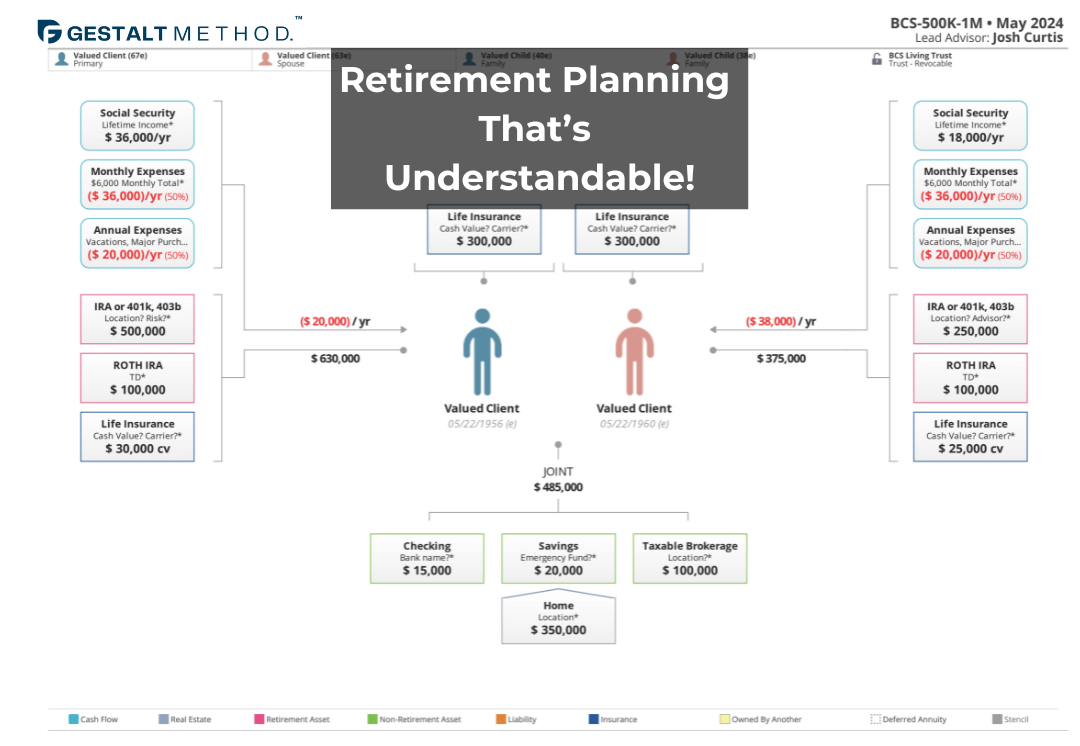 GESTALT METHOD.™
BCS-500K-1M • May 2024
Lead Advisor: Josh Curtis
Valued Client (67e)
Primary
Valued Client (63e)
Spouse
Valued Child (40e)
Family
Valued Child (38e)
Family
BCS Living Trust
Trust - Revocable
Retirement Planning
That’s
Understandable!
Social Security
Lifetime Income*
$ 36,000/yr
Monthly Expenses
$6,000 Monthly Total*
($ 36,000)/yr (50%)
Annual Expenses
Vacations, Major Purch...
($ 20,000)/yr (50%)
IRA or 401k, 403b
Location? Risk?*
$ 500,000
ROTH IRA
TD*
$ 100,000
Life Insurance
Cash Value? Carrier?*
$ 30,000 cv
($ 20,000) / yr
$ 630,000
Life Insurance
Cash Value? Carrier?*
$ 300,000
Life Insurance
Cash Value? Carrier?*
$ 300,000
Valued Client
05/22/1956 (e)
Valued Client
05/22/1960 (e)
($ 38,000) / yr
$ 375,000
Social Security
Lifetime Income*
$ 18,000/yr
Monthly Expenses
$6,000 Monthly Total*
($ 36,000)/yr (50%)
Annual Expenses
Vacations, Major Purch...
($ 20,000)/yr (50%)
IRA or 401k, 403b
Location? Advisor?*
$ 250,000
ROTH IRA
TD*
$ 100,000
Life Insurance
Cash Value? Carrier?*
$ 25,000 cv
JOINT
$ 485,000
Checking
Bank name?*
$ 15,000
Savings
Emergency Fund?*
$ 20,000
Taxable Brokerage
Location?*
$ 100,000
Home
Location*
$ 350,000
Cash Flow
Real Estate
Retirement Asset
Non-Retirement Asset
Liability
Insurance
Owned By Another
Deferred Annuity
Stencil